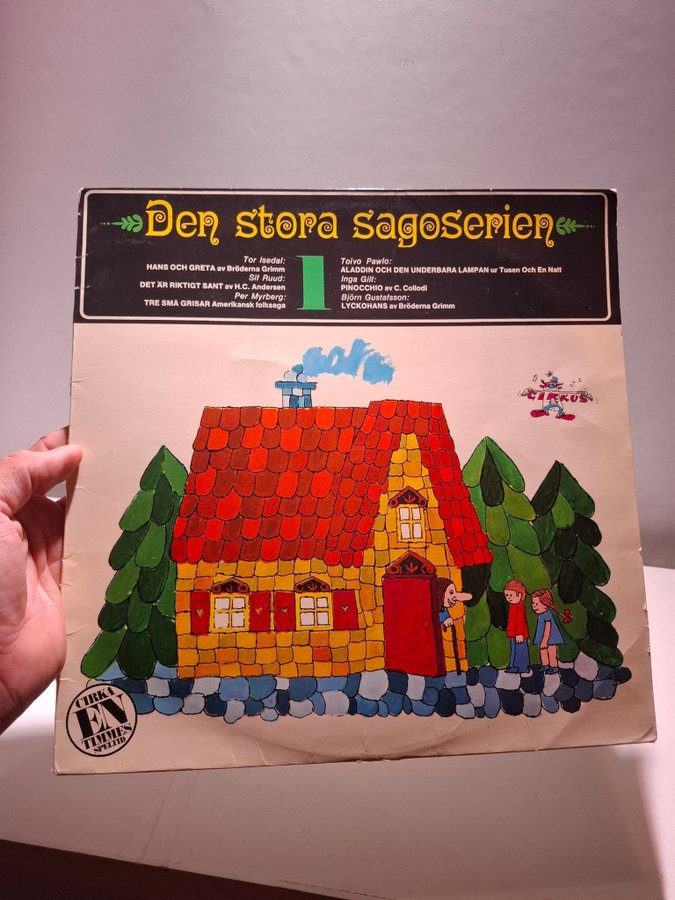 Den stora sagoserien
1
Tor Isedal:
HANS OCH GRETA av Bröderna Grimm
Sif Ruud:
DET ÄR RIKTIGT SANT av H.C. Andersen
Per Myrberg:
TRE SMÅ GRISAR Amerikansk folksaga
Toivo Pawlo:
ALADDIN OCH DEN UNDERBARA LAMPAN ur Tusen Och En Natt
Inga Gill:
PINOCCHIO av C. Collodi
Björn Gustafson:
LYCKOHANS av Bröderna Grimm
CIRKUS
CIRKA
EN
TIMMES
SPELTID